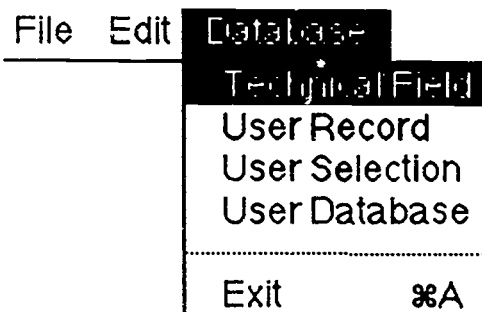 File Edit Database
Technical Field
User Record
User Selection
User Database
Exit ⌘A